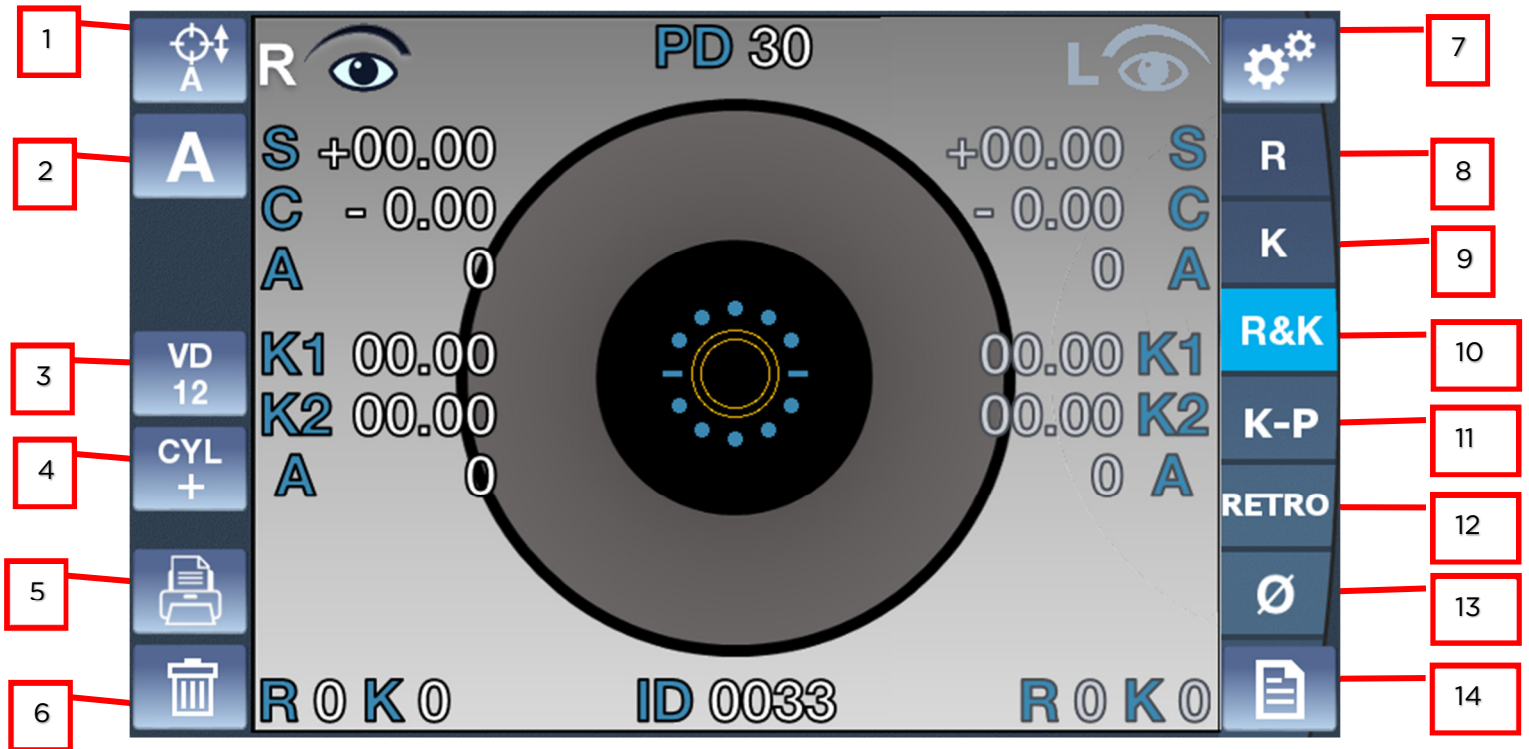 1
A
2
A
3
VD
12
4
CYL
+
5
6
R
PD 30
L
S +00.00
C - 0.00
A 0
K1 00.00
K2 00.00
A 0
+00.00 S
- 0.00 C
0 A
00.00 K1
00.00 K2
0 A
R 0 K 0
ID 0033
R 0 K 0
7
R
8
K
9
R&K
10
K-P
11
RETRO
12
Ø
13
14